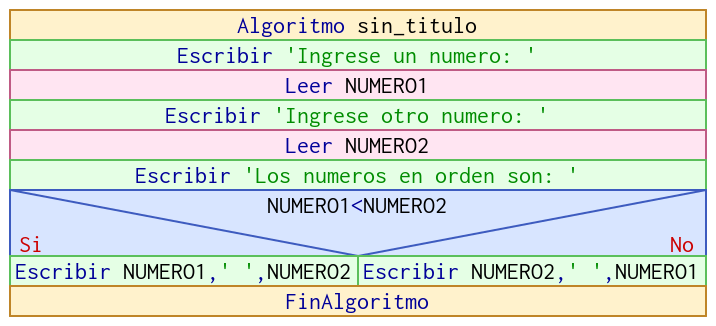 Algoritmo sin_titulo
Escribir 'Ingrese un numero: '
Leer NUMERO1
Escribir 'Ingrese otro numero: '
Leer NUMERO2
Escribir 'Los numeros en orden son: '
NUMERO1<NUMERO2
Si No
Escribir NUMERO1,' ',NUMERO2 Escribir NUMERO2,' ',NUMERO1
FinAlgoritmo